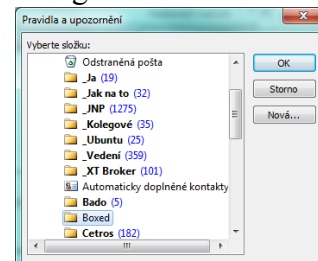 Pravidla a upozornění
Vyberte složku:
Odstraněná pošta
_Ja (19)
_Jak na to (32)
_JNP (1275)
_Kolegové (35)
_Ubuntu (25)
_Vedení (359)
_XT Broker (101)
Automaticky doplněné kontakty
Bado (5)
Boxed
Cetros (182)
OK
Storno
Nová...